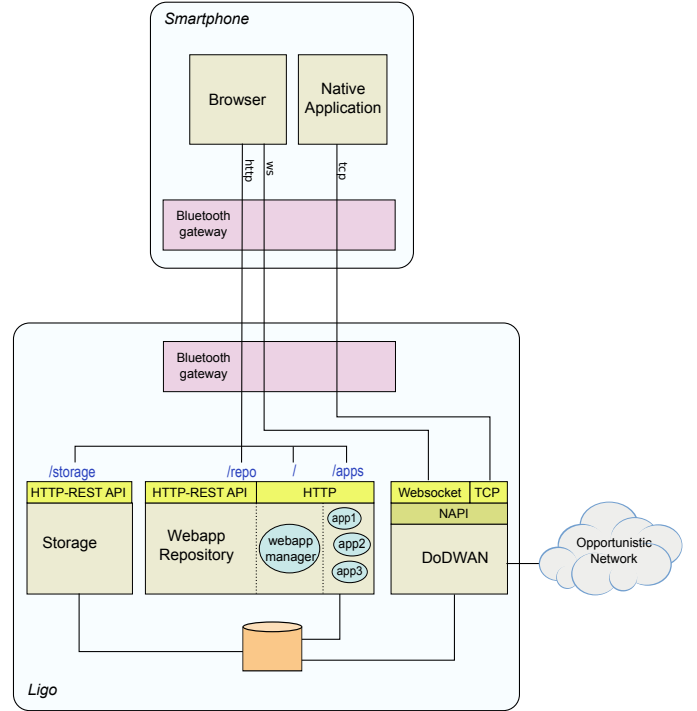 Smartphone
Browser
Native
Application
http
ws
tcp
Bluetooth
gateway
Bluetooth
gateway
/storage
/repo
/
/apps
HTTP-REST API
HTTP-REST API
HTTP
Websocket
TCP
NAPI
Storage
Webapp
Repository
webapp
manager
app1
app2
app3
DoDWAN
Opportunistic
Network
Ligo